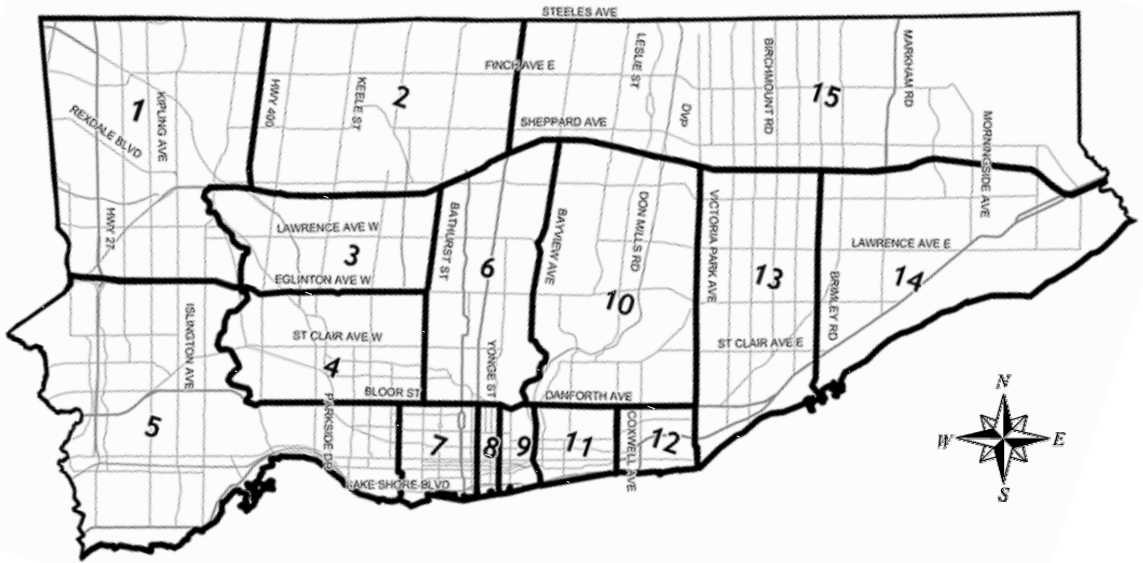 STEELES AVE
FINCH AVE E
LESLIE ST
BIRCHMOUNT RD
MARKHAM RD
15
2
1
KIPLING AVE
HWY 400
KEELE ST
REXDALE BLVD
SHEPPARD AVE
DVP
MORNINGSIDE AVE
HWY 27
LAWRENCE AVE W
3
EGLINTON AVE W
BATHURST ST
6
BAYVIEW AVE
DON MILLS RD
10
VICTORIA PARK AVE
13
LAWRENCE AVE E
14
BRIMLEY RD
ISLINGTON AVE
ST CLAIR AVE W
4
YONGE ST
ST CLAIR AVE E
BLOOR ST
DANFORTH AVE
5
PARKSIDE DR
7
8
9
11
COXWELL AVE
12
LAKE SHORE BLVD
N
W
E
S